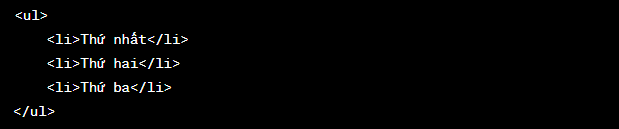 <ul>
    <li>Thứ nhất</li>
    <li>Thứ hai</li>
    <li>Thứ ba</li>
</ul>